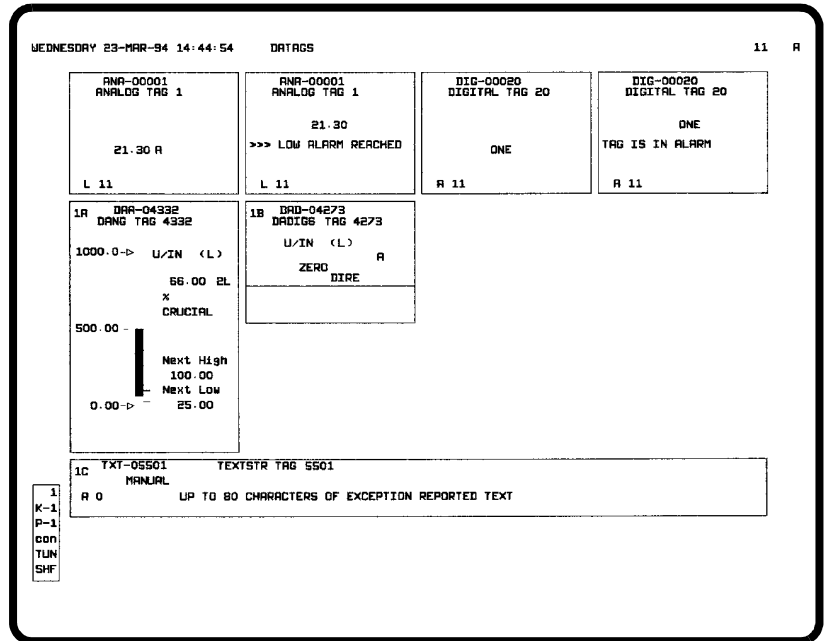 WEDNESDAY 23-MAR-94 14:44:54 DATAGS 11 A
ANA-00001
ANALOG TAG 1
21.30 A
L 11
ANA-00001
ANALOG TAG 1
21.30
>>> LOW ALARM REACHED
L 11
DIG-00020
DIGITAL TAG 20
ONE
A 11
DIG-00020
DIGITAL TAG 20
ONE
TAG IS IN ALARM
A 11
1A DAA-04332
DANG TAG 4332
1000.0 U/IN (L)
66.00 2L
%
CRUCIAL
500.00
Next High
100.00
Next Low
0.00 25.00
1B DAD-04273
DADIGS TAG 4273
U/IN (L)
A
ZERO
DIRE
1C TXT-05501 TEXTSTR TAG 5501
MANUAL
A 0 UP TO 80 CHARACTERS OF EXCEPTION REPORTED TEXT
1
K-1
P-1
con
TUN
SHF